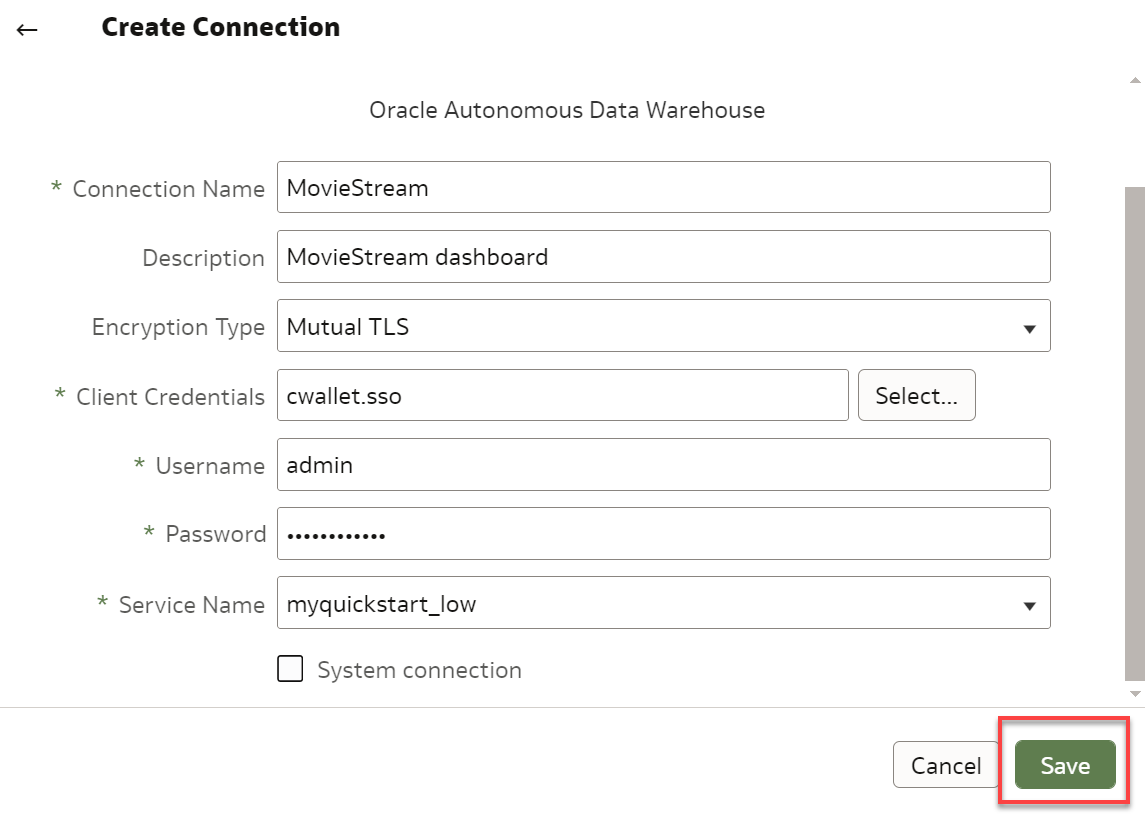 ← Create Connection
Oracle Autonomous Data Warehouse
* Connection Name MovieStream
Description MovieStream dashboard
Encryption Type Mutual TLS
* Client Credentials cwallet.sso Select...
* Username admin
* Password ••••••••••••
* Service Name myquickstart_low
System connection
Cancel Save